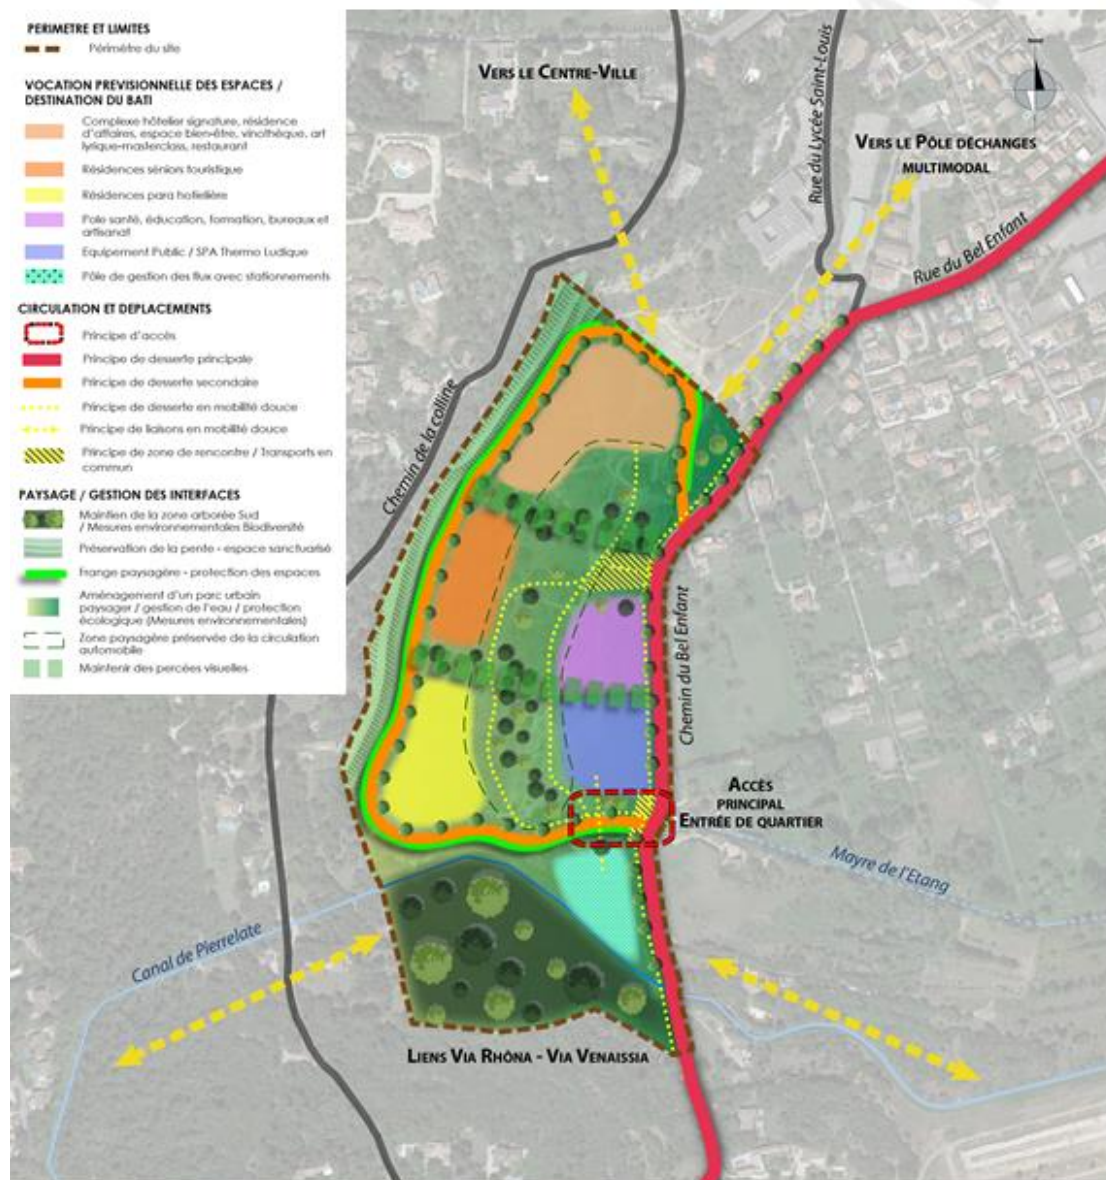 PERIMETRE ET LIMITES
Périmètre du site
VOCATION PREVISIONNELLE DES ESPACES /
DESTINATION DU BATI
Complexe hôtelier signature, résidence
d'affaires, espace bien-être, vinothèque, art
lyrique-masterclass, restaurant
Résidences séniors touristique
Résidences para hotelière
Pole santé, éducation, formation, bureaux et
artisanat
Equipement Public / SPA Thermo Ludique
Pôle de gestion des flux avec stationnements
CIRCULATION ET DEPLACEMENTS
Principe d'accès
Principe de desserte principale
Principe de desserte secondaire
Principe de desserte en mobilité douce
Principe de liaisons en mobilité douce
Principe de zone de rencontre / Transports en
commun
PAYSAGE / GESTION DES INTERFACES
Maintien de la zone arborée Sud
/ Mesures environnementales Biodiversité
Préservation de la pente - espace sanctuarisé
Frange paysagère - protection des espaces
Aménagement d'un parc urbain
paysager / gestion de l'eau / protection
écologique (Mesures environnementales)
Zone paysagère préservée de la circulation
automobile
Maintenir des percées visuelles
VERS LE CENTRE-VILLE
Rue du Lycée Saint-Louis
VERS LE PÔLE DÉCHANGES
MULTIMODAL
Rue du Bel Enfant
Chemin de la colline
Chemin du Bel Enfant
ACCÈS
PRINCIPAL
ENTRÉE DE QUARTIER
Mayre de l'Etang
Canal de Pierrelate
LIENS VIA RHÔNA - VIA VENAISSIA